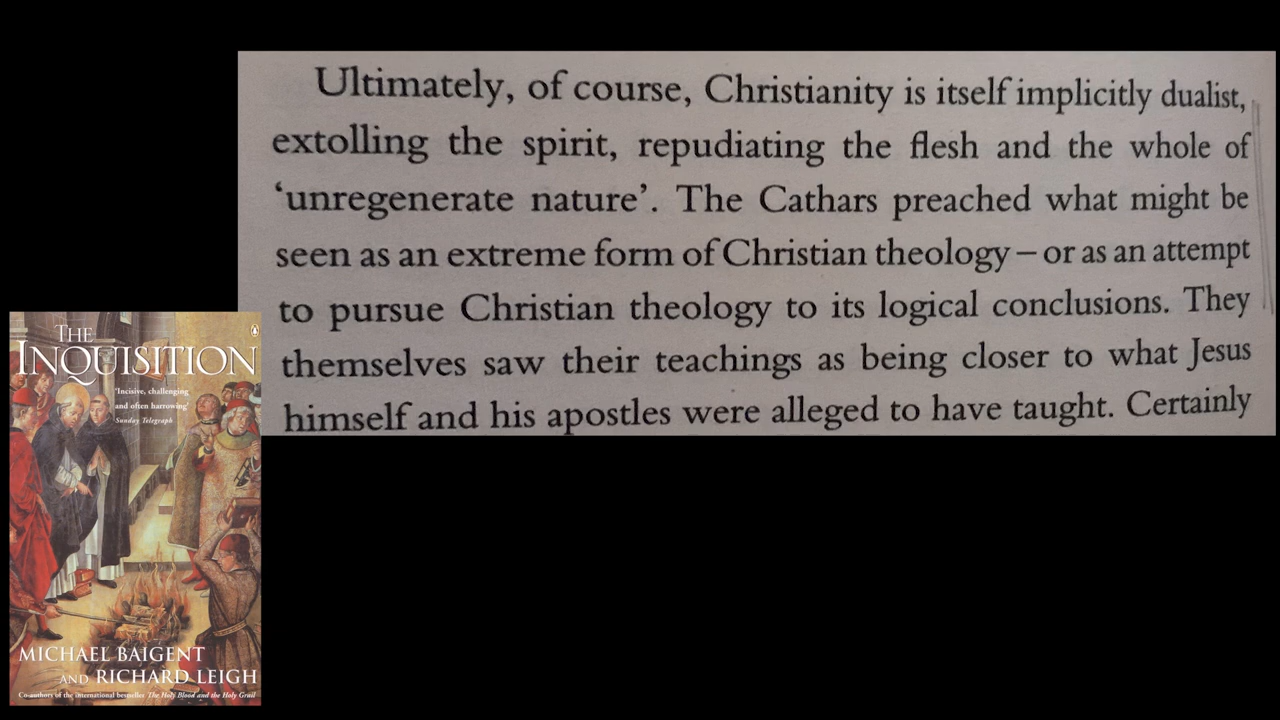 Ultimately, of course, Christianity is itself implicitly dualist,
extolling the spirit, repudiating the flesh and the whole of
‘unregenerate nature’. The Cathars preached what might be
seen as an extreme form of Christian theology – or as an attempt
to pursue Christian theology to its logical conclusions. They
themselves saw their teachings as being closer to what Jesus
himself and his apostles were alleged to have taught. Certainly
THE
INQUISITION
‘Incisive, challenging
and often harrowing’
Sunday Telegraph
MICHAEL BAIGENT
AND RICHARD LEIGH
Co-authors of the international bestseller The Holy Blood and the Holy Grail